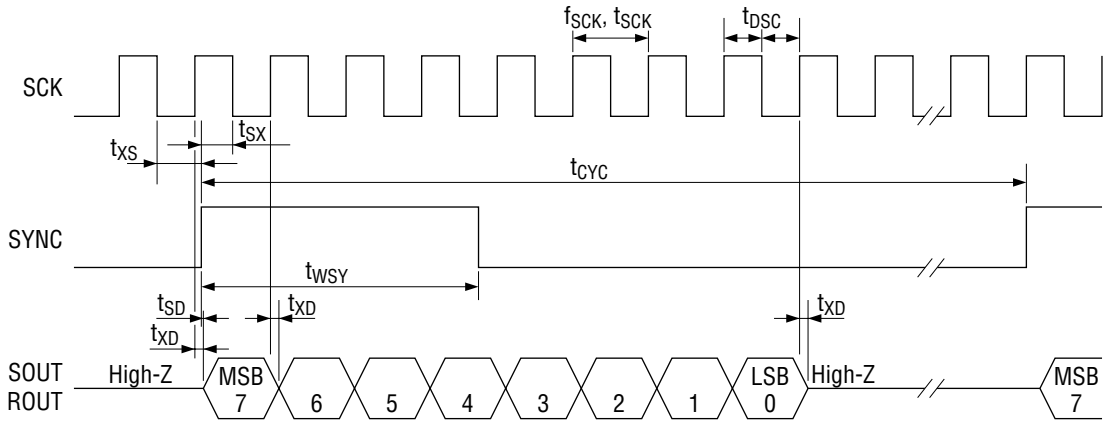 fSCK, tSCK
tDSC
SCK
tSX
tXS
tCYC
SYNC
tWSY
tSD
tXD
tXD
tXD
SOUT
ROUT
High-Z
MSB
7
6
5
4
3
2
1
LSB
0
High-Z
MSB
7